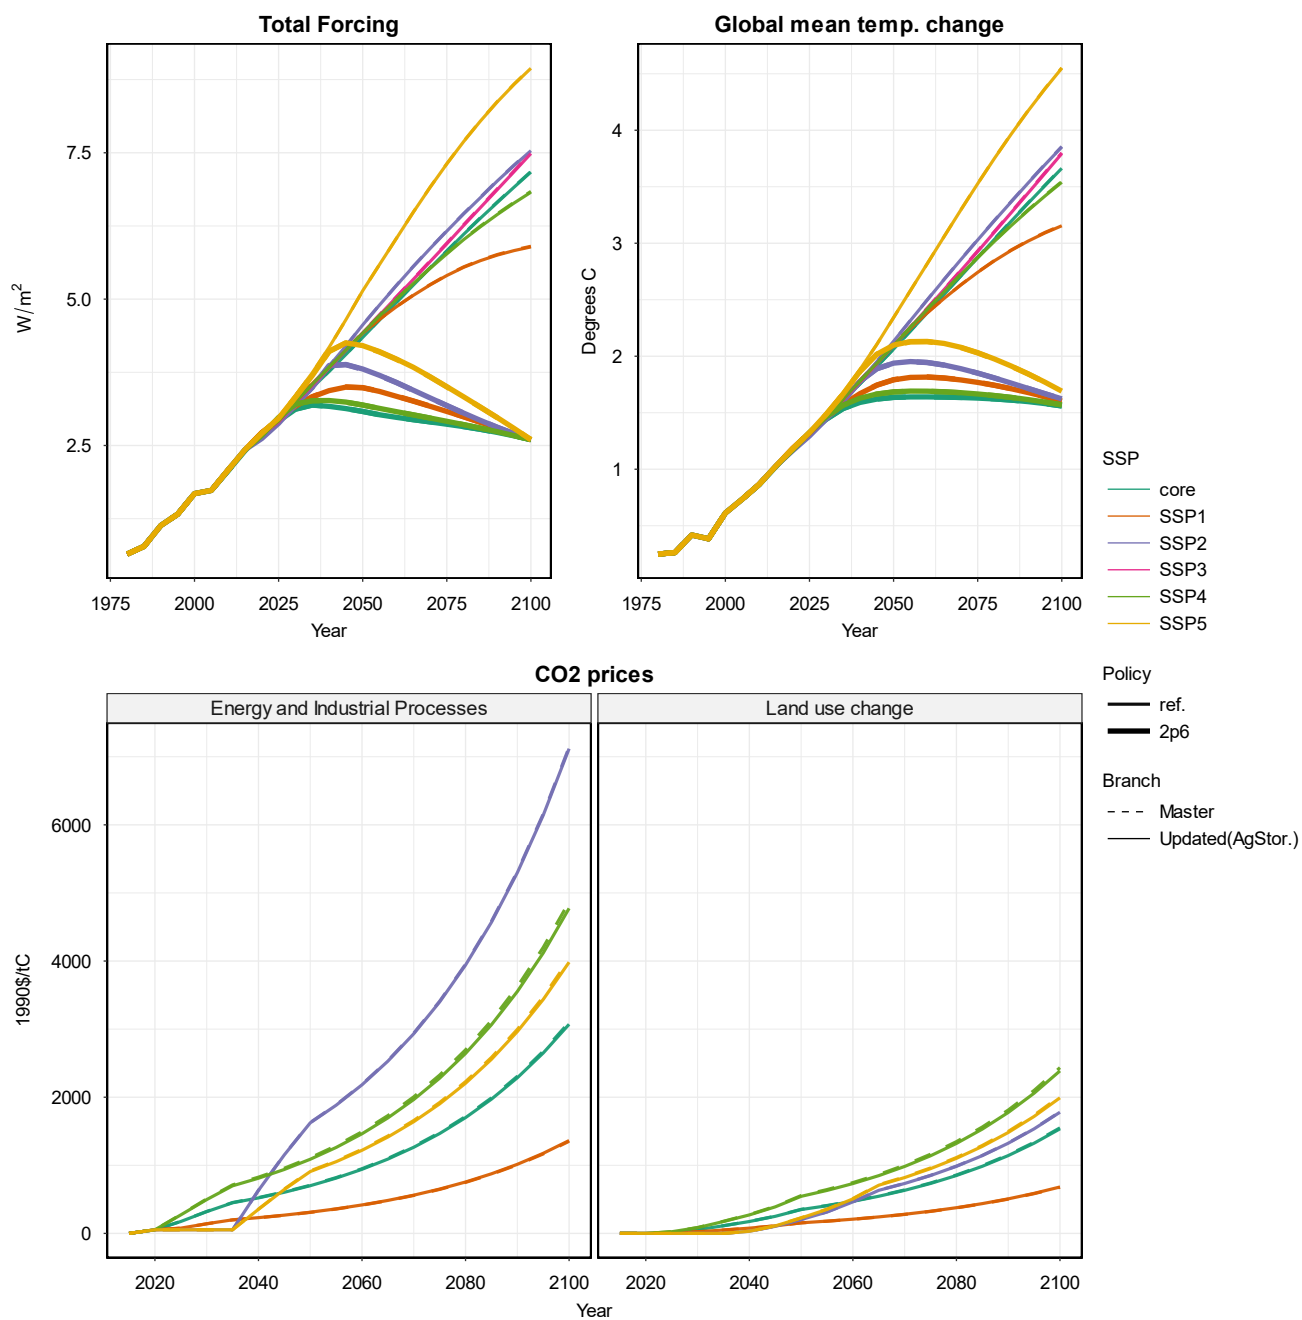 Total Forcing
Global mean temp. change
W/m²
7.5
5.0
2.5
1975
2000
2025
2050
2075
2100
Year
Degrees C
4
3
2
1
1975
2000
2025
2050
2075
2100
Year
SSP
core
SSP1
SSP2
SSP3
SSP4
SSP5
Policy
ref.
2p6
Branch
Master
Updated(AgStor.)
CO2 prices
Energy and Industrial Processes
Land use change
1990$/tC
6000
4000
2000
0
2020
2040
2060
2080
2100
2020
2040
2060
2080
2100
Year